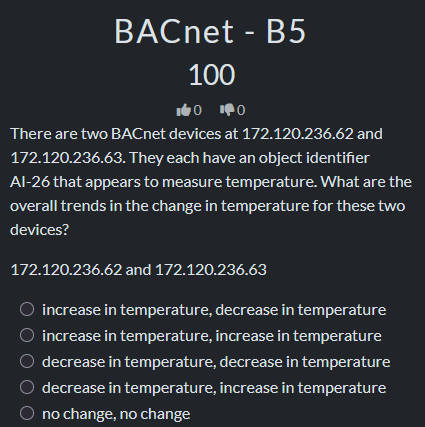 BACnet - B5
100
0 0
There are two BACnet devices at 172.120.236.62 and
172.120.236.63. They each have an object identifier
AI-26 that appears to measure temperature. What are the
overall trends in the change in temperature for these two
devices?
172.120.236.62 and 172.120.236.63
increase in temperature, decrease in temperature
increase in temperature, increase in temperature
decrease in temperature, decrease in temperature
decrease in temperature, increase in temperature
no change, no change